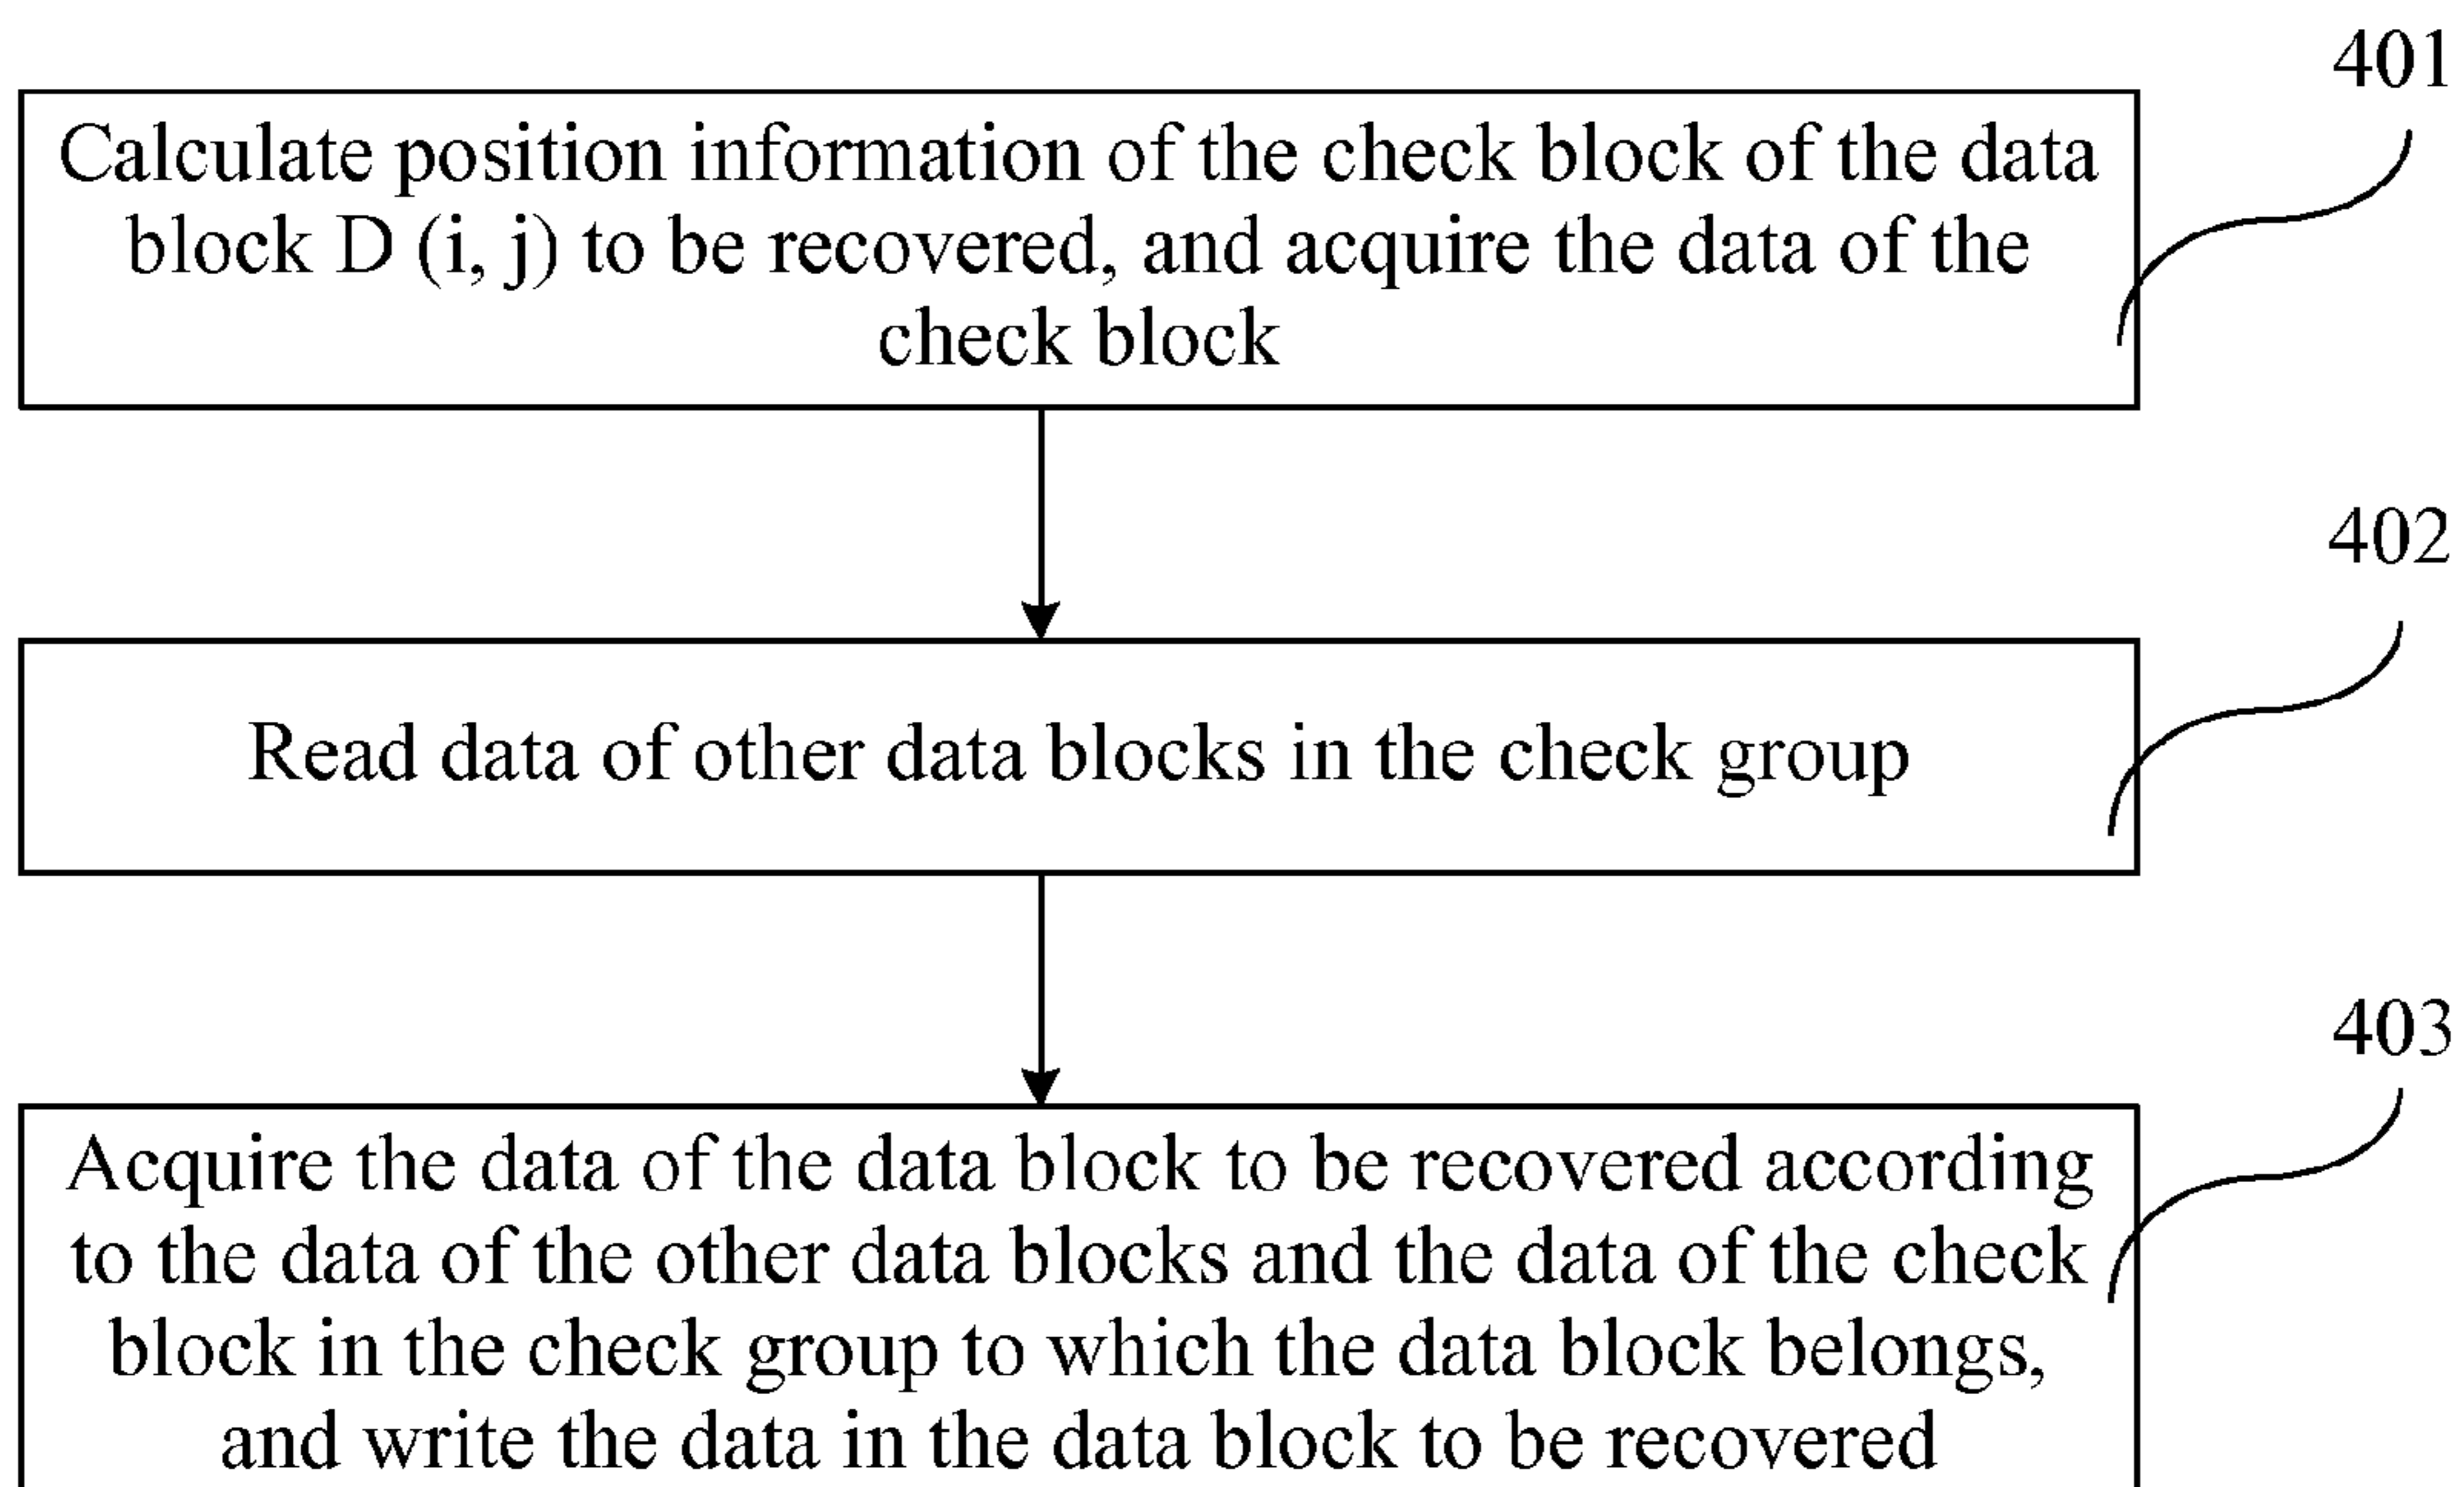 401
Calculate position information of the check block of the data
block D (i, j) to be recovered, and acquire the data of the
check block
402
Read data of other data blocks in the check group
403
Acquire the data of the data block to be recovered according
to the data of the other data blocks and the data of the check
block in the check group to which the data block belongs,
and write the data in the data block to be recovered